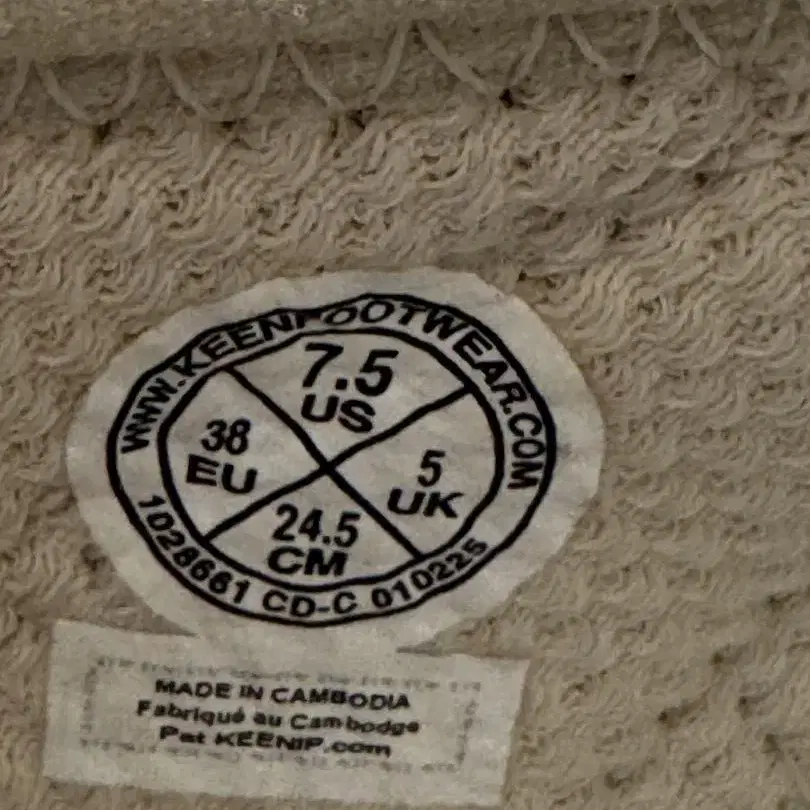 WWW.KEENFOOTWEAR.COM
7.5
US
38
EU
5
UK
24.5
CM
1028661 CD-C 010225
MADE IN CAMBODIA
Fabriqué au Cambodge
Pat KEENIP.com